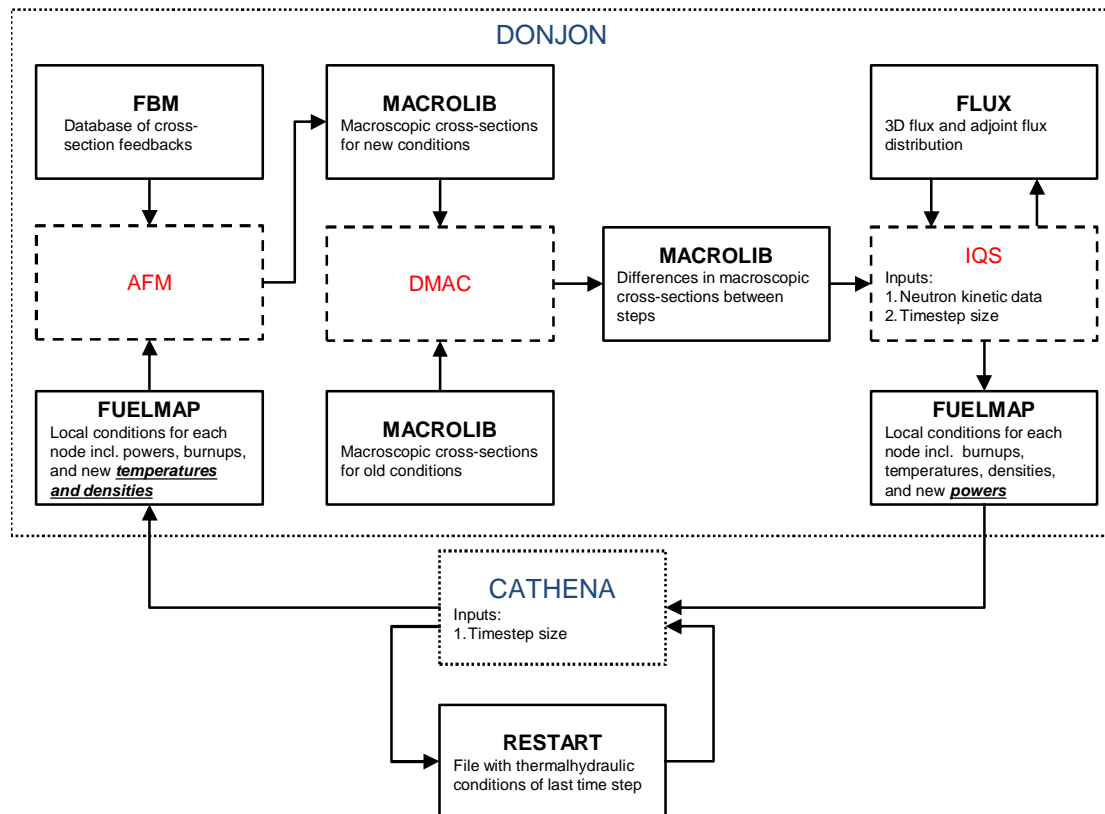 DONJON
FBM
Database of cross-
section feedbacks
MACROLIB
Macroscopic cross-sections
for new conditions
FLUX
3D flux and adjoint flux
distribution
AFM
DMAC
MACROLIB
Differences in macroscopic
cross-sections between
steps
IQS
Inputs:
1. Neutron kinetic data
2. Timestep size
FUELMAP
Local conditions for each
node incl. powers, burnups,
and new temperatures
and densities
MACROLIB
Macroscopic cross-sections
for old conditions
FUELMAP
Local conditions for each
node incl. burnups,
temperatures, densities,
and new powers
CATHENA
Inputs:
1. Timestep size
RESTART
File with thermalhydraulic
conditions of last time step